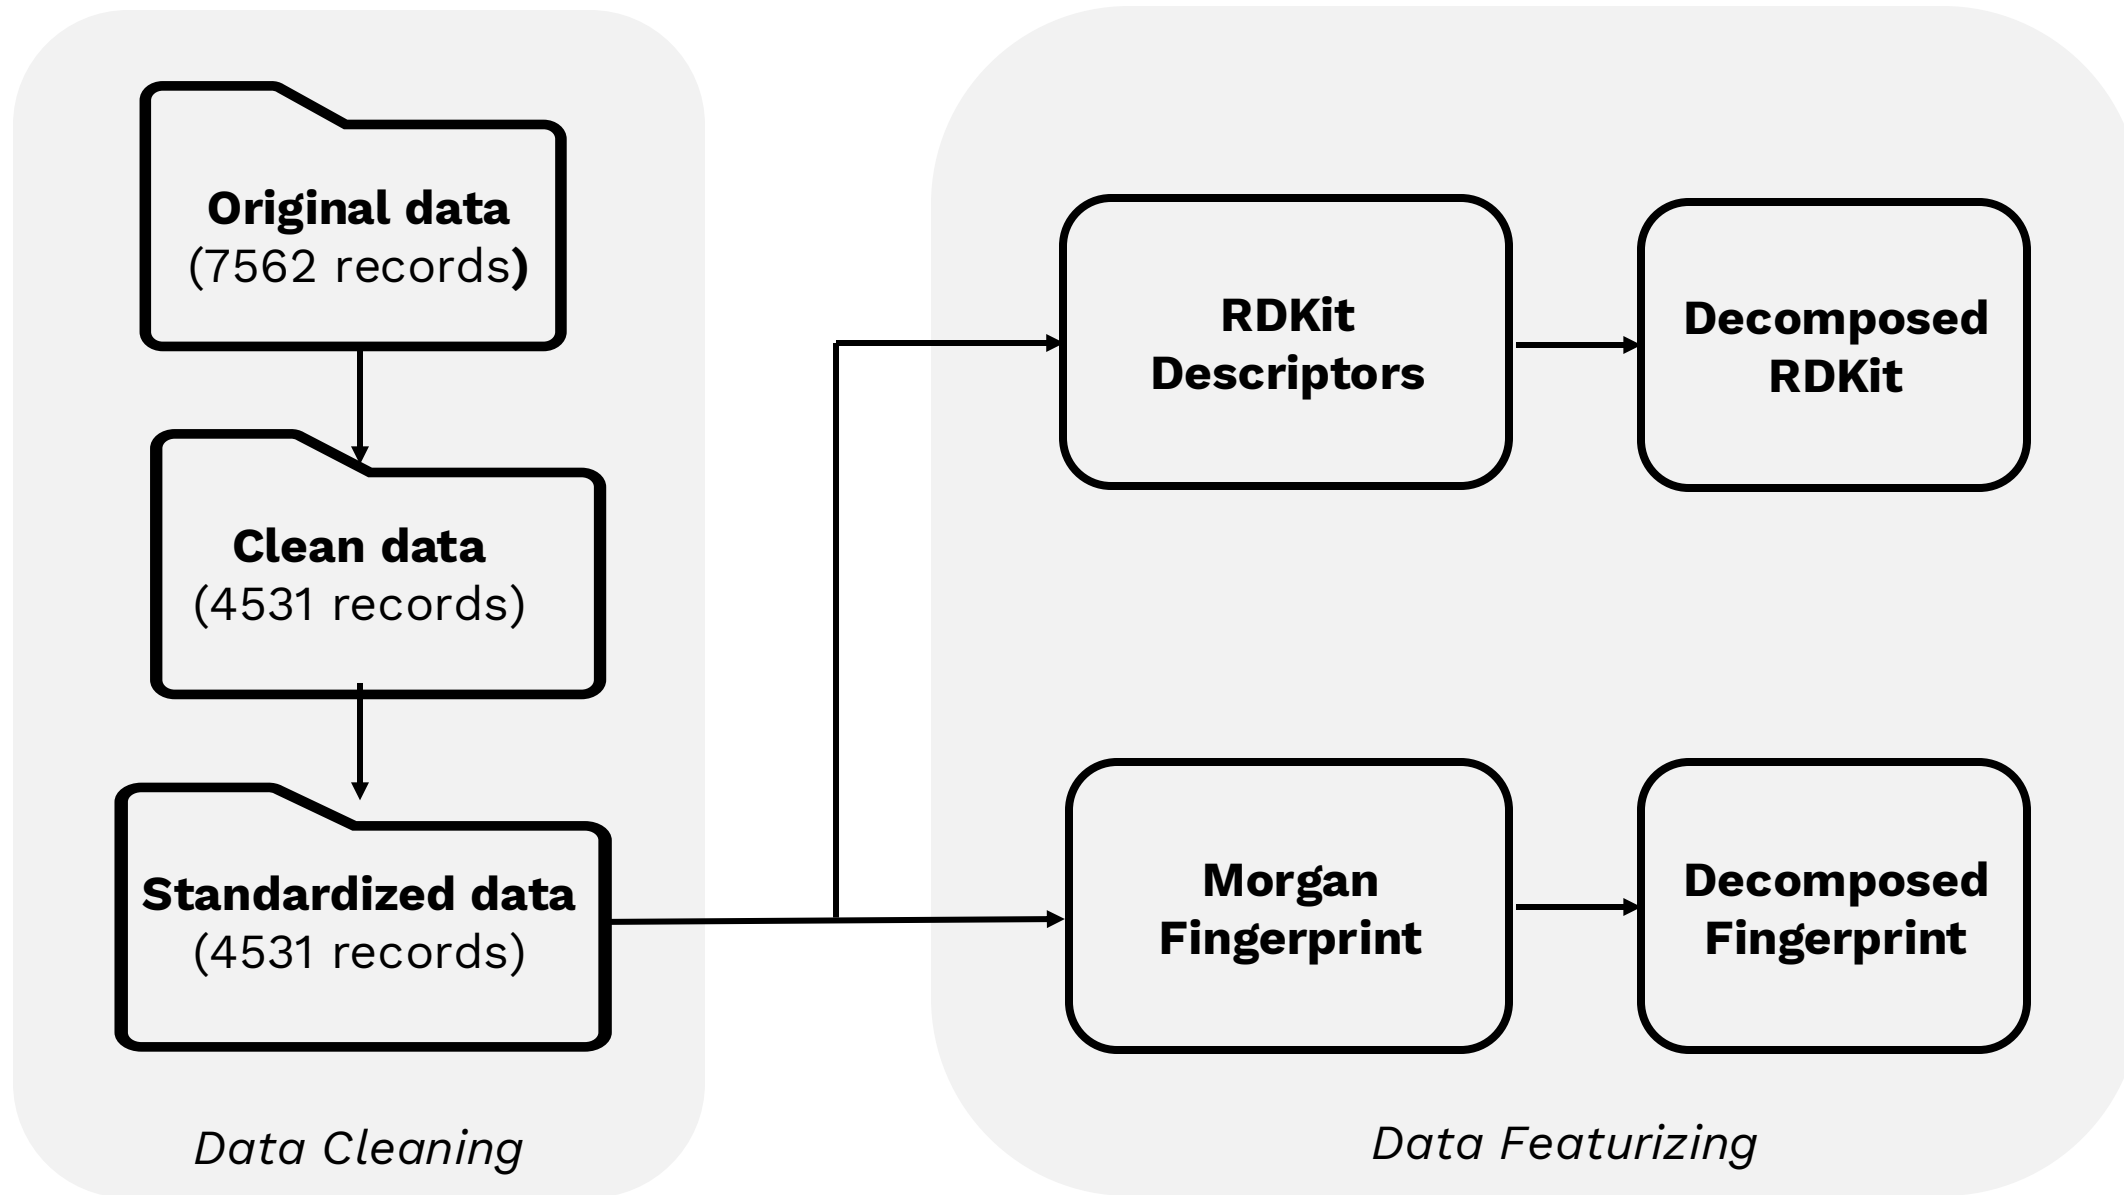 Original data
(7562 records)
Clean data
(4531 records)
Standardized data
(4531 records)
Data Cleaning
RDKit
Descriptors
Decomposed
RDKit
Morgan
Fingerprint
Decomposed
Fingerprint
Data Featurizing